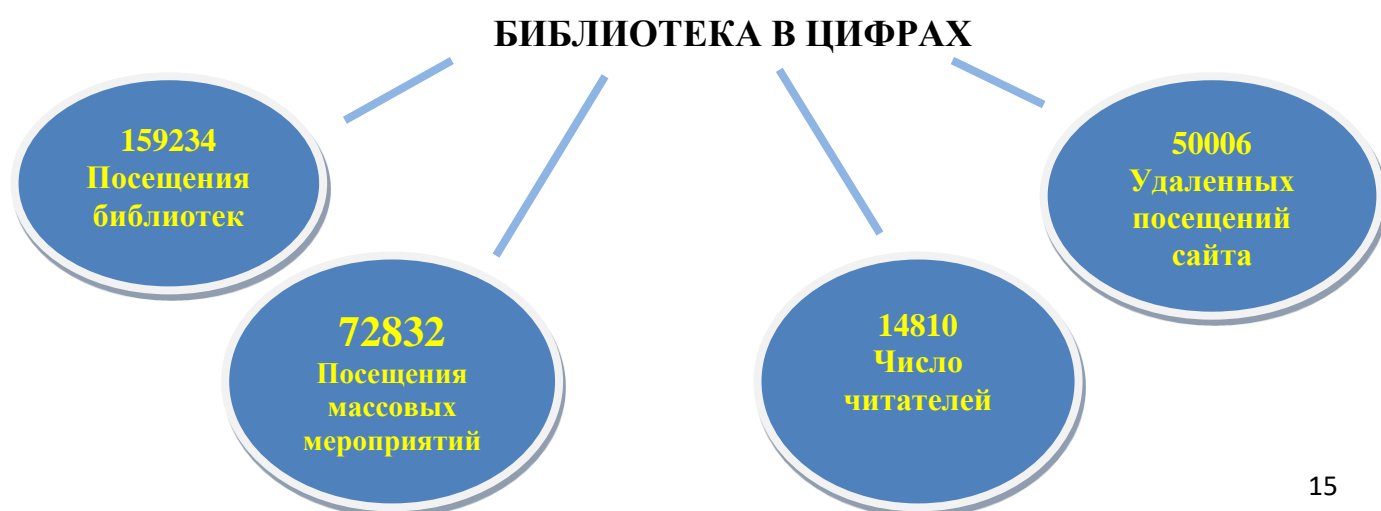 БИБЛИОТЕКА В ЦИФРАХ
159234
Посещения
библиотек
72832
Посещения
массовых
мероприятий
14810
Число
читателей
50006
Удаленных
посещений
сайта
15